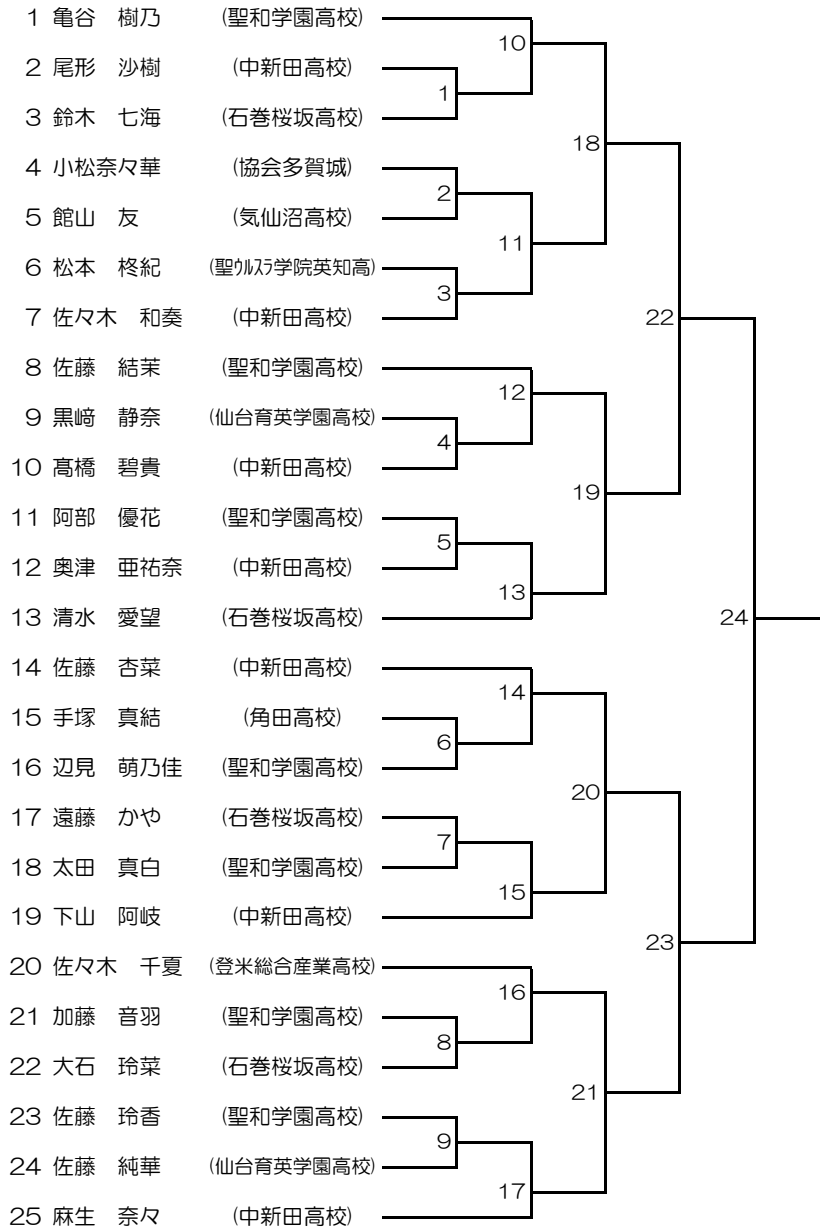 1 亀谷　樹乃 (聖和学園高校)
10
2 尾形　沙樹 (中新田高校)
1
3 鈴木　七海 (石巻桜坂高校)
18
4 小松奈々華 (協会多賀城)
2
5 館山　友 (気仙沼高校)
11
6 松本　柊紀 (聖ウルスラ学院英知高)
3
7 佐々木　和奏 (中新田高校)
22
8 佐藤　結茉 (聖和学園高校)
12
9 黒﨑　静奈 (仙台育英学園高校)
4
10 髙橋　碧貴 (中新田高校)
19
11 阿部　優花 (聖和学園高校)
5
12 奥津　亜祐奈 (中新田高校)
13
13 清水　愛望 (石巻桜坂高校)
24
14 佐藤　杏菜 (中新田高校)
14
15 手塚　真結 (角田高校)
6
16 辺見　萌乃佳 (聖和学園高校)
20
17 遠藤　かや (石巻桜坂高校)
7
18 太田　真白 (聖和学園高校)
15
19 下山　阿岐 (中新田高校)
23
20 佐々木　千夏 (登米総合産業高校)
16
21 加藤　音羽 (聖和学園高校)
8
22 大石　玲菜 (石巻桜坂高校)
21
23 佐藤　玲香 (聖和学園高校)
9
24 佐藤　純華 (仙台育英学園高校)
17
25 麻生　奈々 (中新田高校)